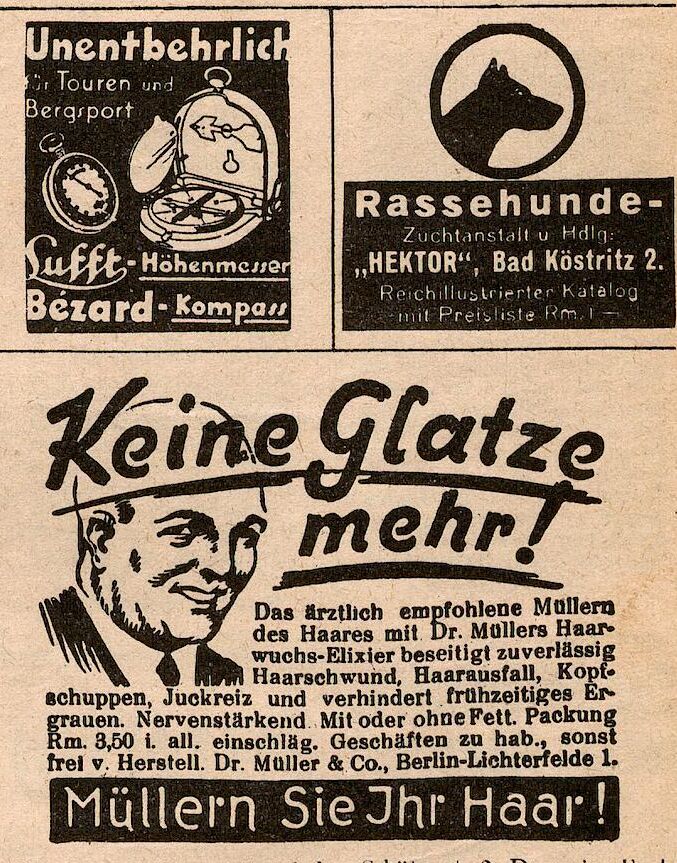 Unentbehrlich
für Touren und
Bergsport
Lufft-Höhenmesser
Bézard-Kompass
Rassehunde-
Zuchtanstalt u Hdlg:
„HEKTOR“, Bad Köstritz 2.
Reichillustrierter Katalog
mit Preisliste Rm. 1 —
Keine Glatze
mehr!
Das ärztlich empfohlene Müllern
des Haares mit Dr. Müllers Haar-
wuchs-Elixier beseitigt zuverlässig
Haarschwund, Haarausfall, Kopf-
schuppen, Juckreiz und verhindert frühzeitiges Er-
grauen. Nervenstärkend. Mit oder ohne Fett. Packung
Rm. 3,50 i. all. einschläg. Geschäften zu hab., sonst
frei v. Herstell. Dr. Müller & Co., Berlin-Lichterfelde 1.
Müllern Sie Ihr Haar!